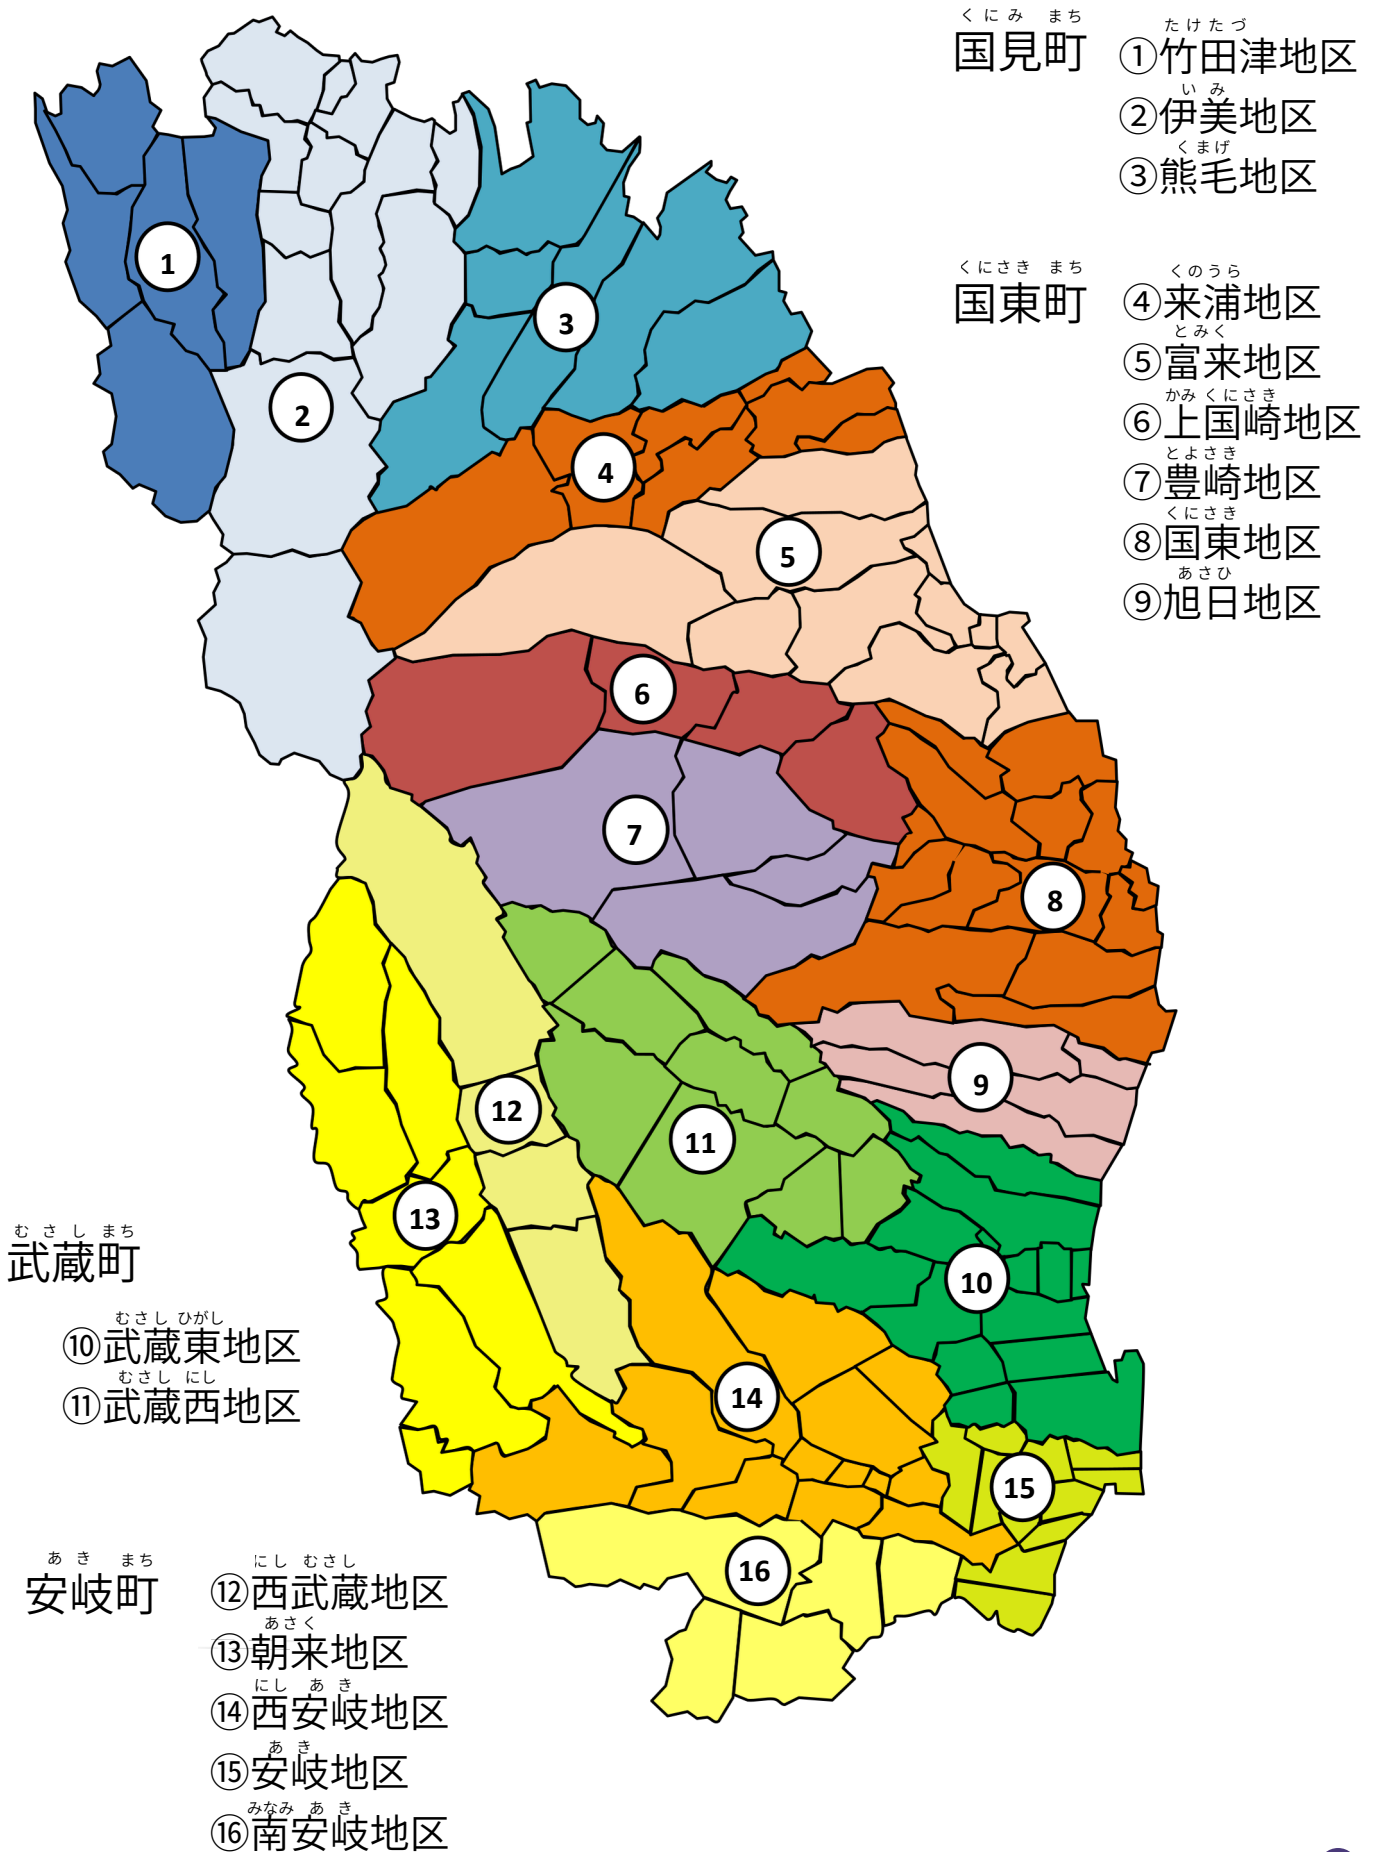 くにみ まち
国見町
たけたづ
①竹田津地区
いみ
②伊美地区
くまげ
③熊毛地区
くにさき まち
国東町
くのうら
④来浦地区
とみく
⑤富来地区
かみ くにさき
⑥上国崎地区
とよさき
⑦豊崎地区
くにさき
⑧国東地区
あさひ
⑨旭日地区
1
2
3
4
5
6
7
8
9
10
11
12
13
14
15
16
むさし まち
武蔵町
むさし ひがし
⑩武蔵東地区
むさし にし
⑪武蔵西地区
あき まち
安岐町
にし むさし
⑫西武蔵地区
あさく
⑬朝来地区
にし あき
⑭西安岐地区
あき
⑮安岐地区
みなみ あき
⑯南安岐地区